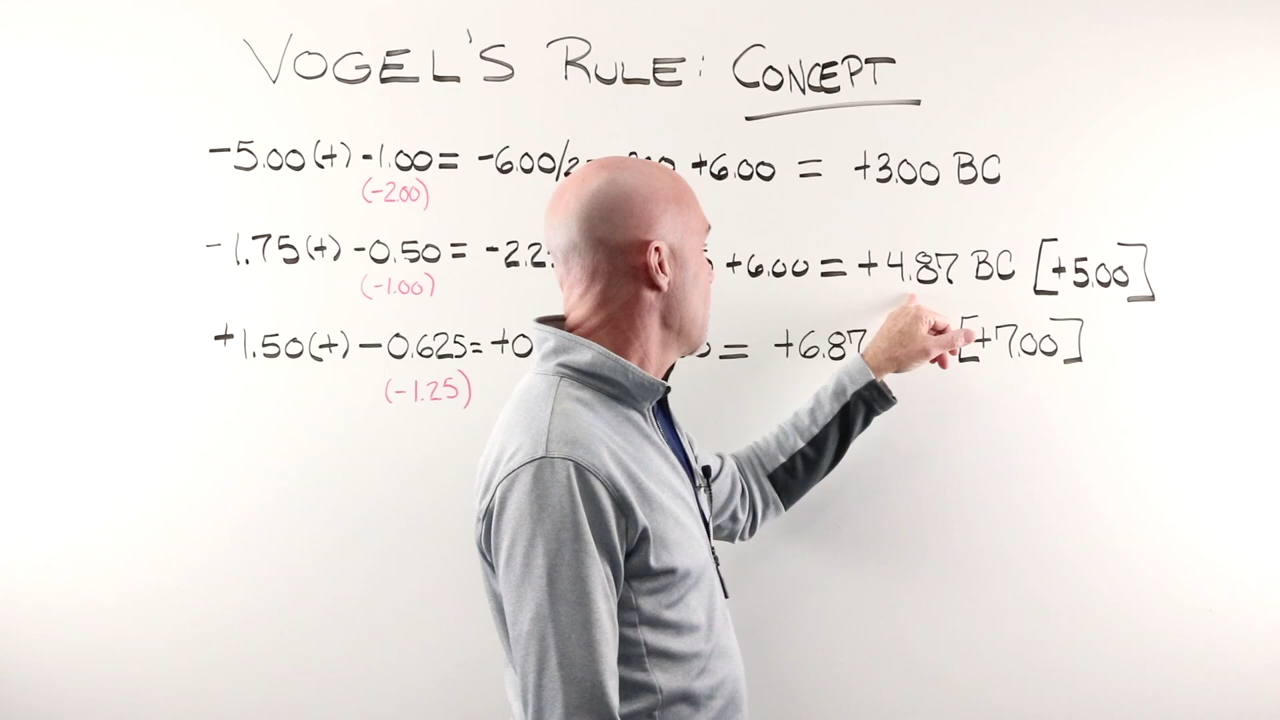 VOGEL'S RULE: CONCEPT
-5.00(+) -1.00 = -6.00/2 +6.00 = +3.00 BC
(-2.00)
-1.75(+) -0.50 = -2.2 +6.00 = +4.87 BC [+5.00]
(-1.00)
+1.50(+) -0.625 = +0 = +6.87 [+7.00]
(-1.25)